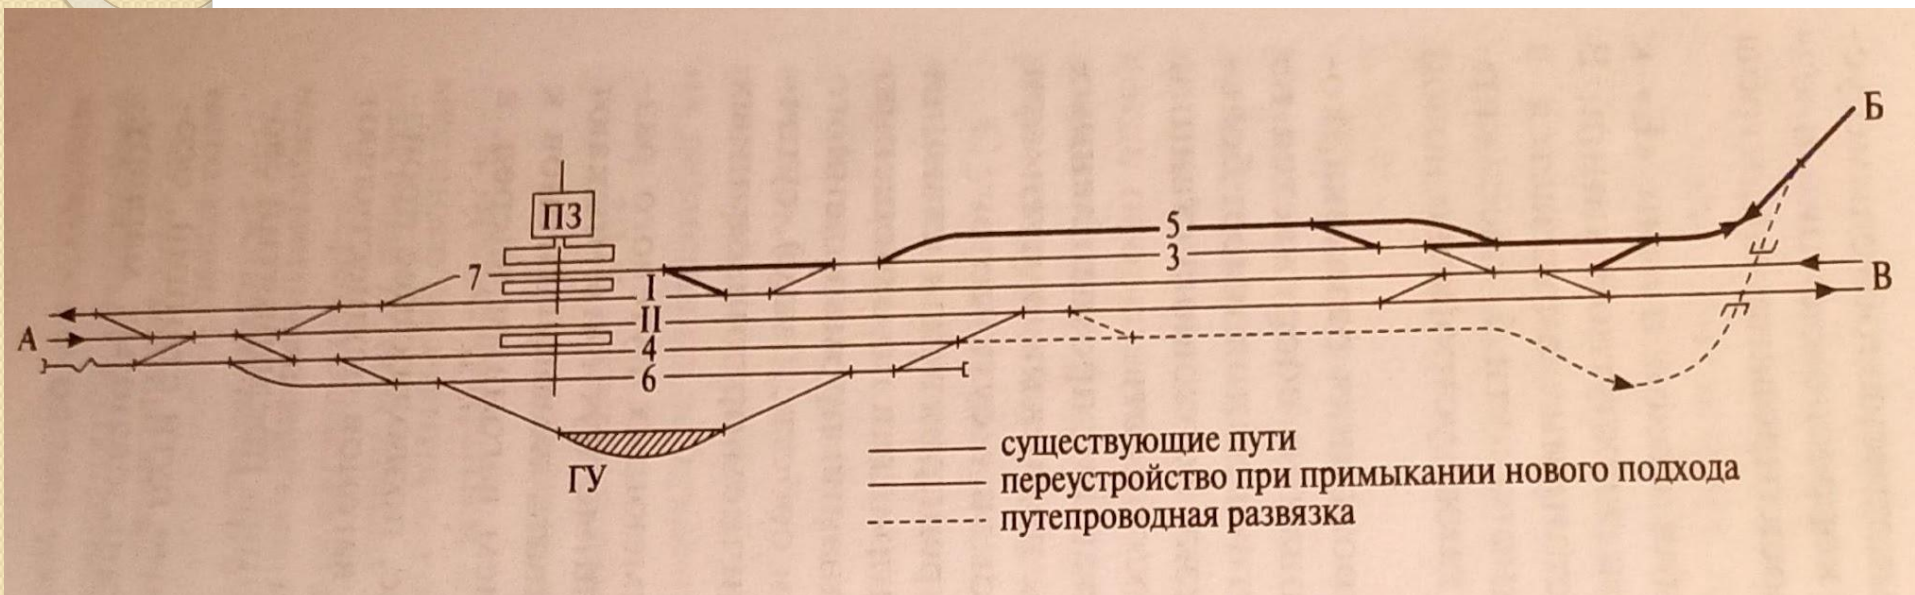 Б
ПЗ
5
3
7
I
В
II
А
4
6
ГУ
существующие пути
переустройство при примыкании нового подхода
путепроводная развязка